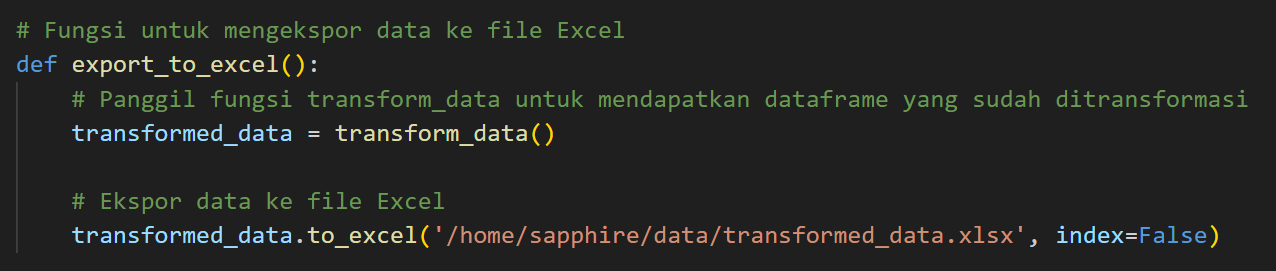 # Fungsi untuk mengekspor data ke file Excel
def export_to_excel():
    # Panggil fungsi transform_data untuk mendapatkan dataframe yang sudah ditransformasi
    transformed_data = transform_data()

    # Ekspor data ke file Excel
    transformed_data.to_excel('/home/sapphire/data/transformed_data.xlsx', index=False)